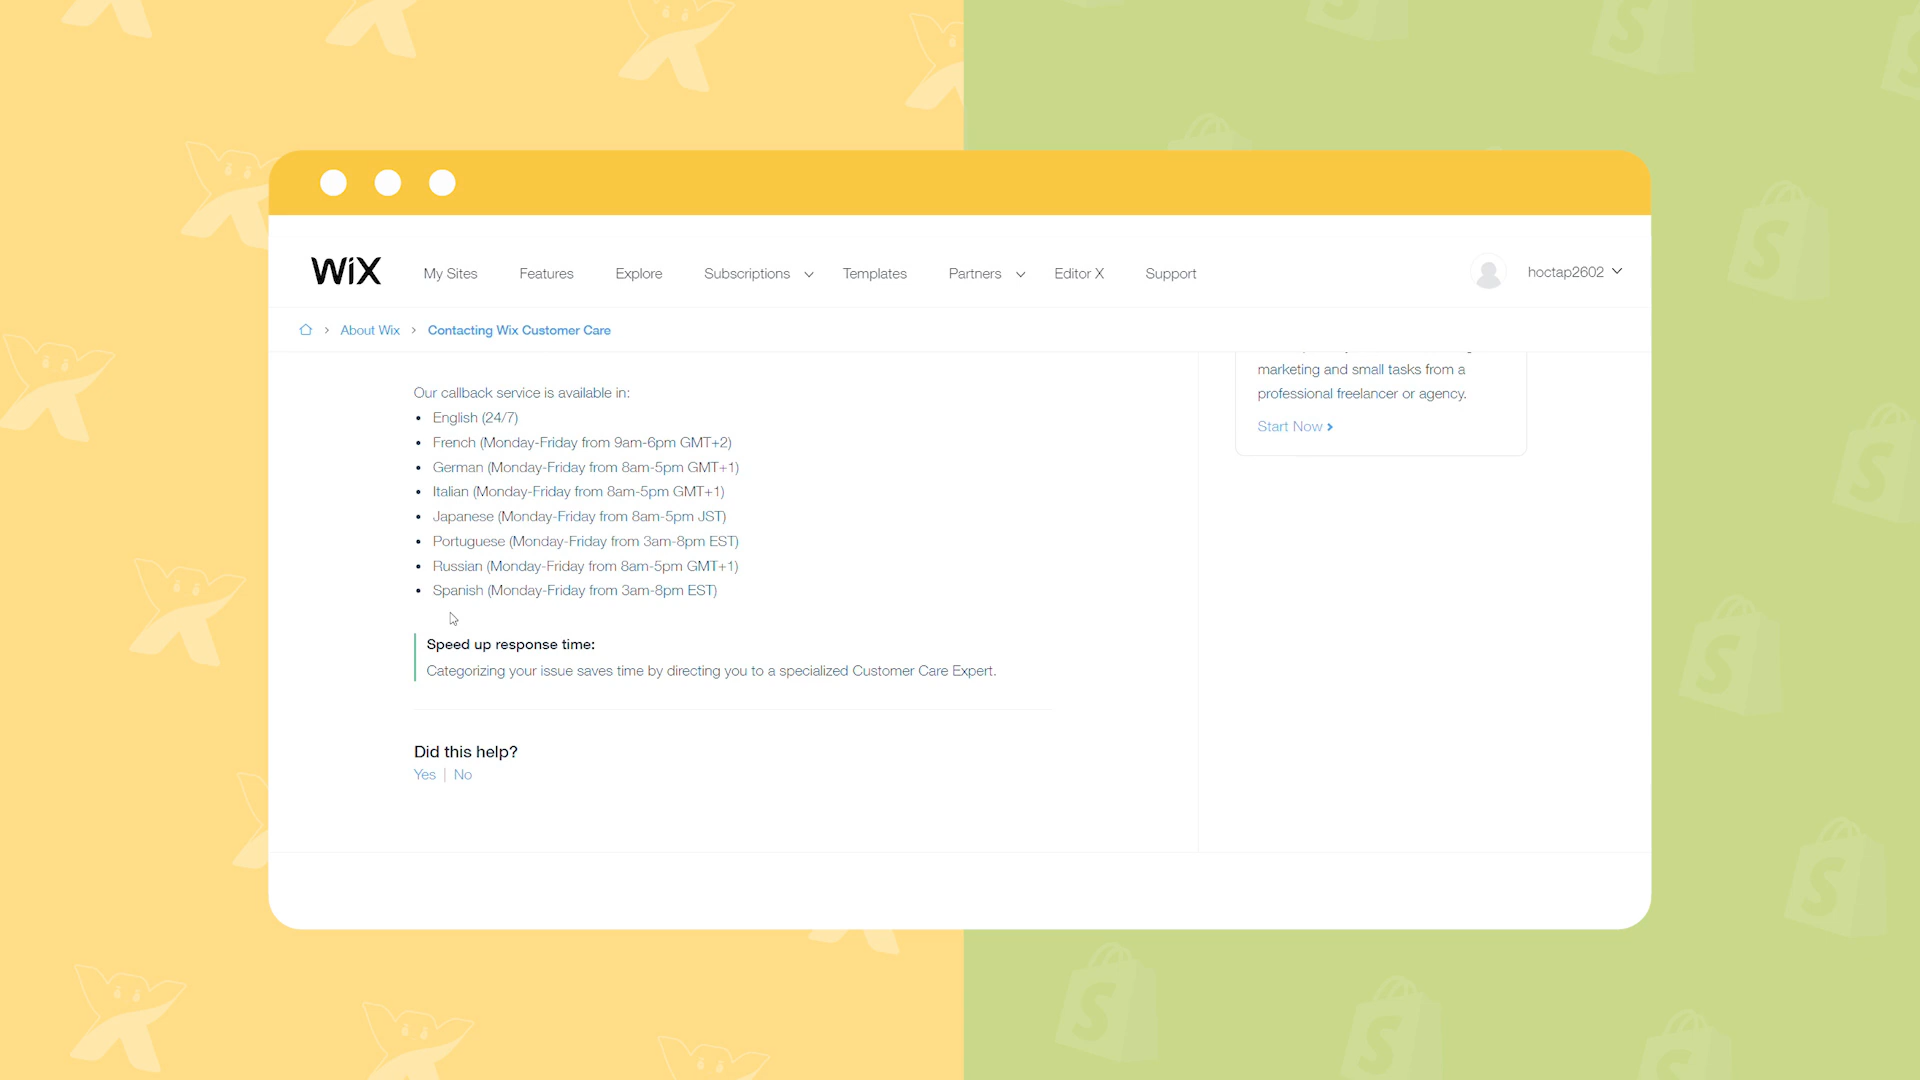 WiX
My Sites Features Explore Subscriptions Templates Partners Editor X Support
hoctap2602
About Wix > Contacting Wix Customer Care
Our callback service is available in:
• English (24/7)
• French (Monday-Friday from 9am-6pm GMT+2)
• German (Monday-Friday from 8am-5pm GMT+1)
• Italian (Monday-Friday from 8am-5pm GMT+1)
• Japanese (Monday-Friday from 8am-5pm JST)
• Portuguese (Monday-Friday from 3am-8pm EST)
• Russian (Monday-Friday from 8am-5pm GMT+1)
• Spanish (Monday-Friday from 3am-8pm EST)
Speed up response time:
Categorizing your issue saves time by directing you to a specialized Customer Care Expert.
Did this help?
Yes | No
marketing and small tasks from a
professional freelancer or agency.
Start Now >